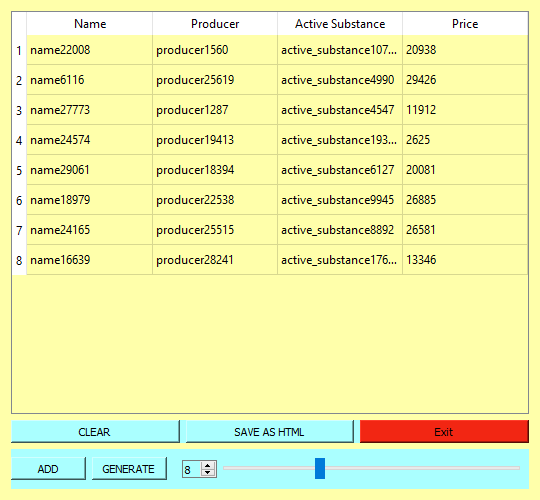 Name Producer Active Substance Price
1 name22008 producer1560 active_substance107... 20938
2 name6116 producer25619 active_substance4990 29426
3 name27773 producer1287 active_substance4547 11912
4 name24574 producer19413 active_substance193... 2625
5 name29061 producer18394 active_substance6127 20081
6 name18979 producer22538 active_substance9945 26885
7 name24165 producer25515 active_substance8892 26581
8 name16639 producer28241 active_substance176... 13346
CLEAR SAVE AS HTML Exit
ADD GENERATE 8